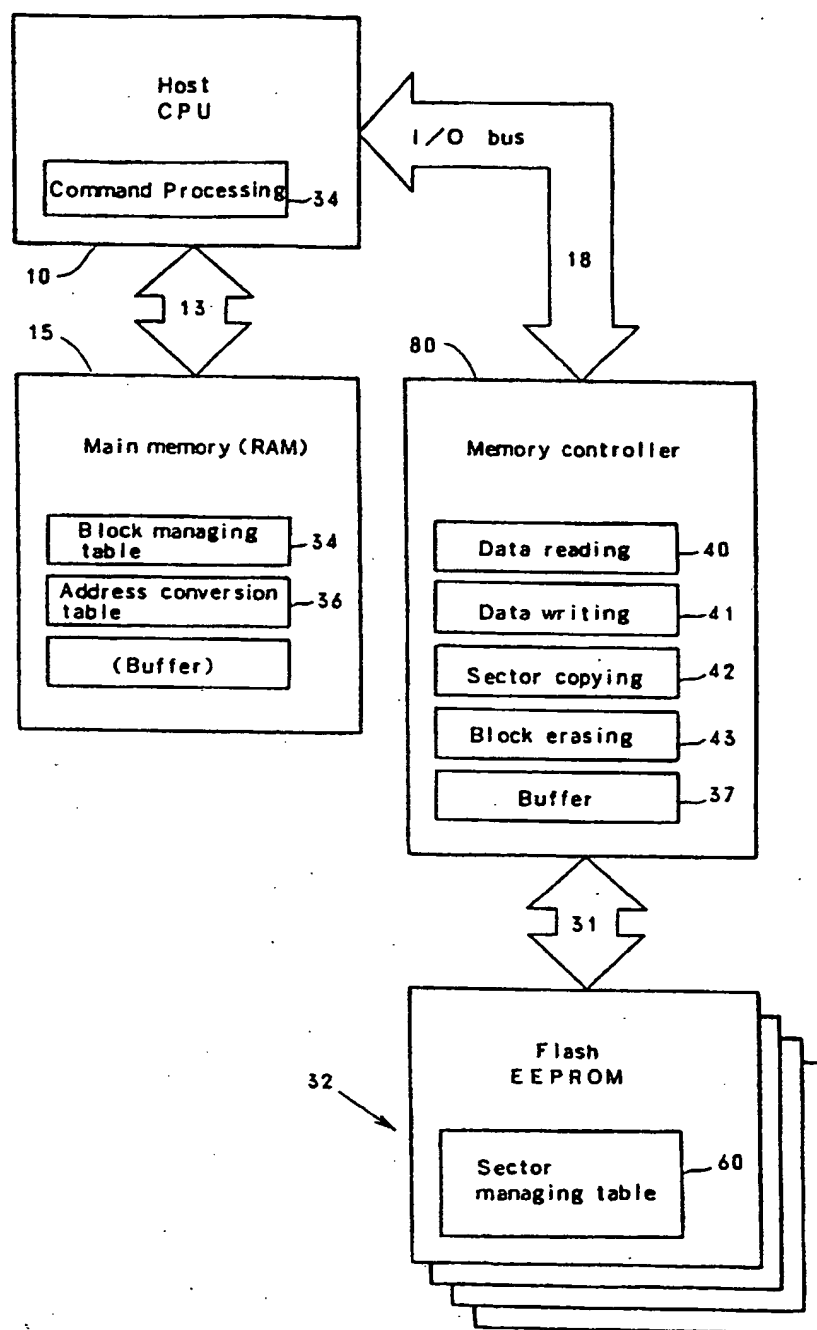 Host
CPU
Command Processing
34
I/O bus
10
13
18
15
80
Main memory (RAM)
Block managing
table
34
Address conversion
table
36
(Buffer)
Memory controller
Data reading
40
Data writing
41
Sector copying
42
Block erasing
43
Buffer
37
31
Flash
EEPROM
32
Sector
managing table
60